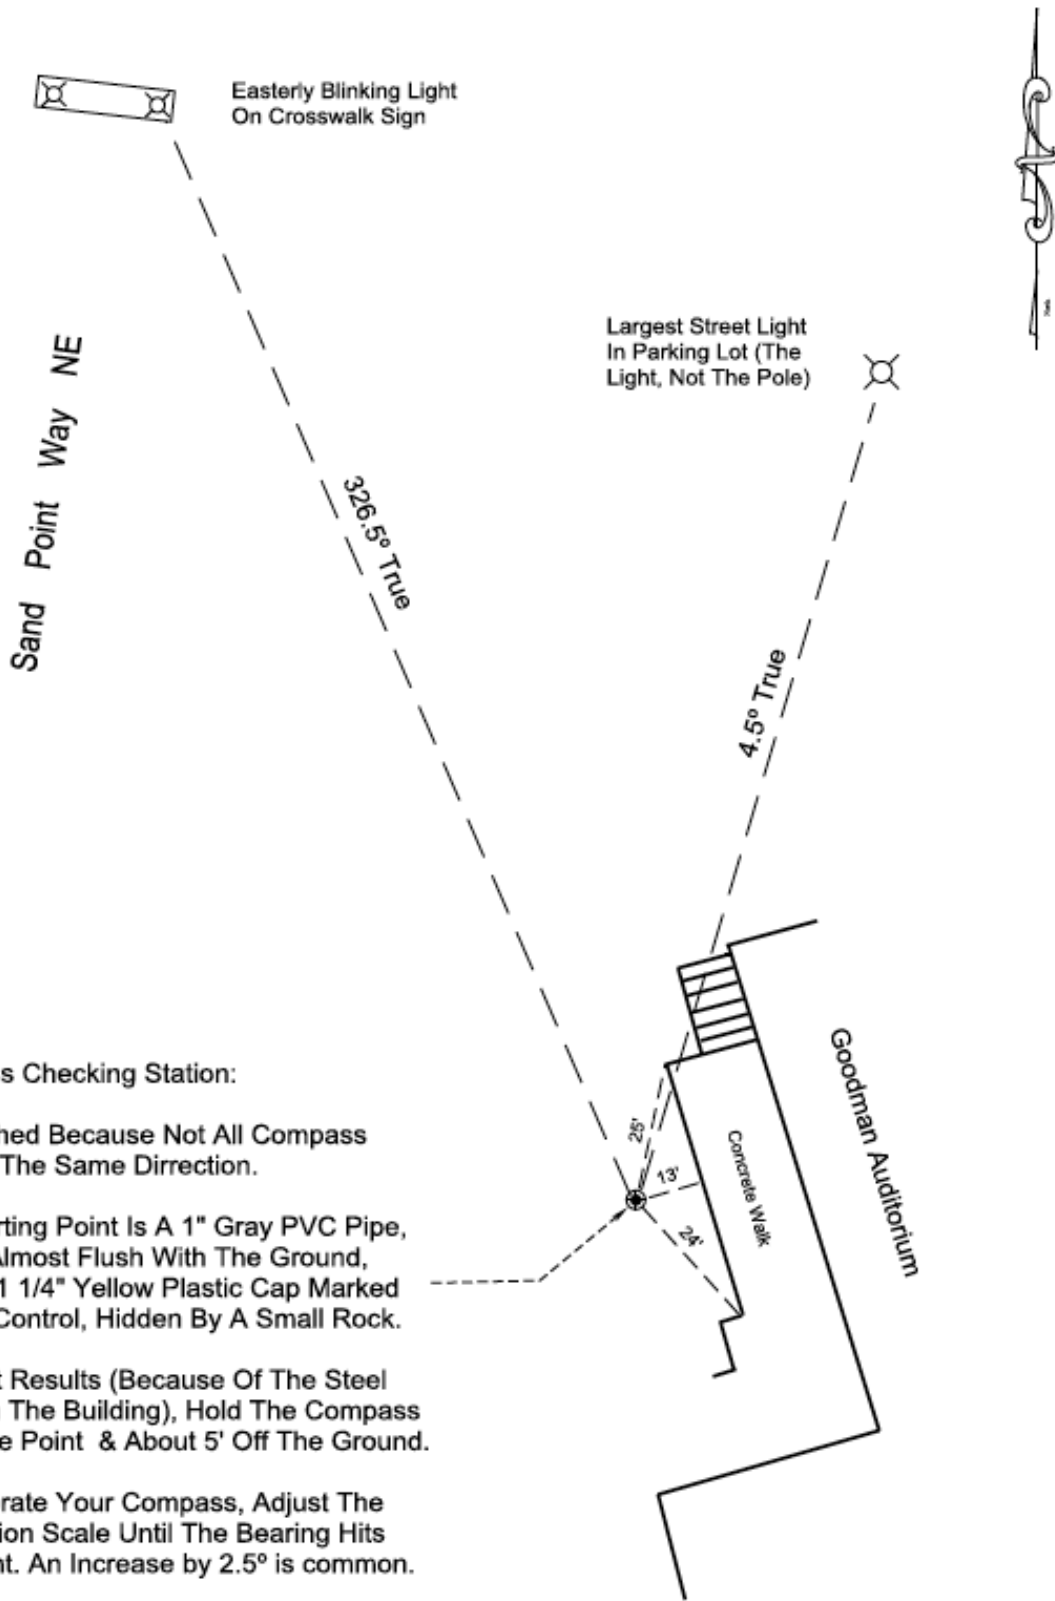 Easterly Blinking Light
On Crosswalk Sign
Largest Street Light
In Parking Lot (The
Light, Not The Pole)
Sand Point Way NE
326.5º True
4.5º True
Goodman Auditorium
Concrete Walk
25'
13'
24'
s Checking Station:
hed Because Not All Compass
The Same Dirrection.
rting Point Is A 1" Gray PVC Pipe,
Almost Flush With The Ground,
1 1/4" Yellow Plastic Cap Marked
Control, Hidden By A Small Rock.
t Results (Because Of The Steel
The Building), Hold The Compass
e Point & About 5' Off The Ground.
rate Your Compass, Adjust The
ion Scale Until The Bearing Hits
nt. An Increase by 2.5º is common.